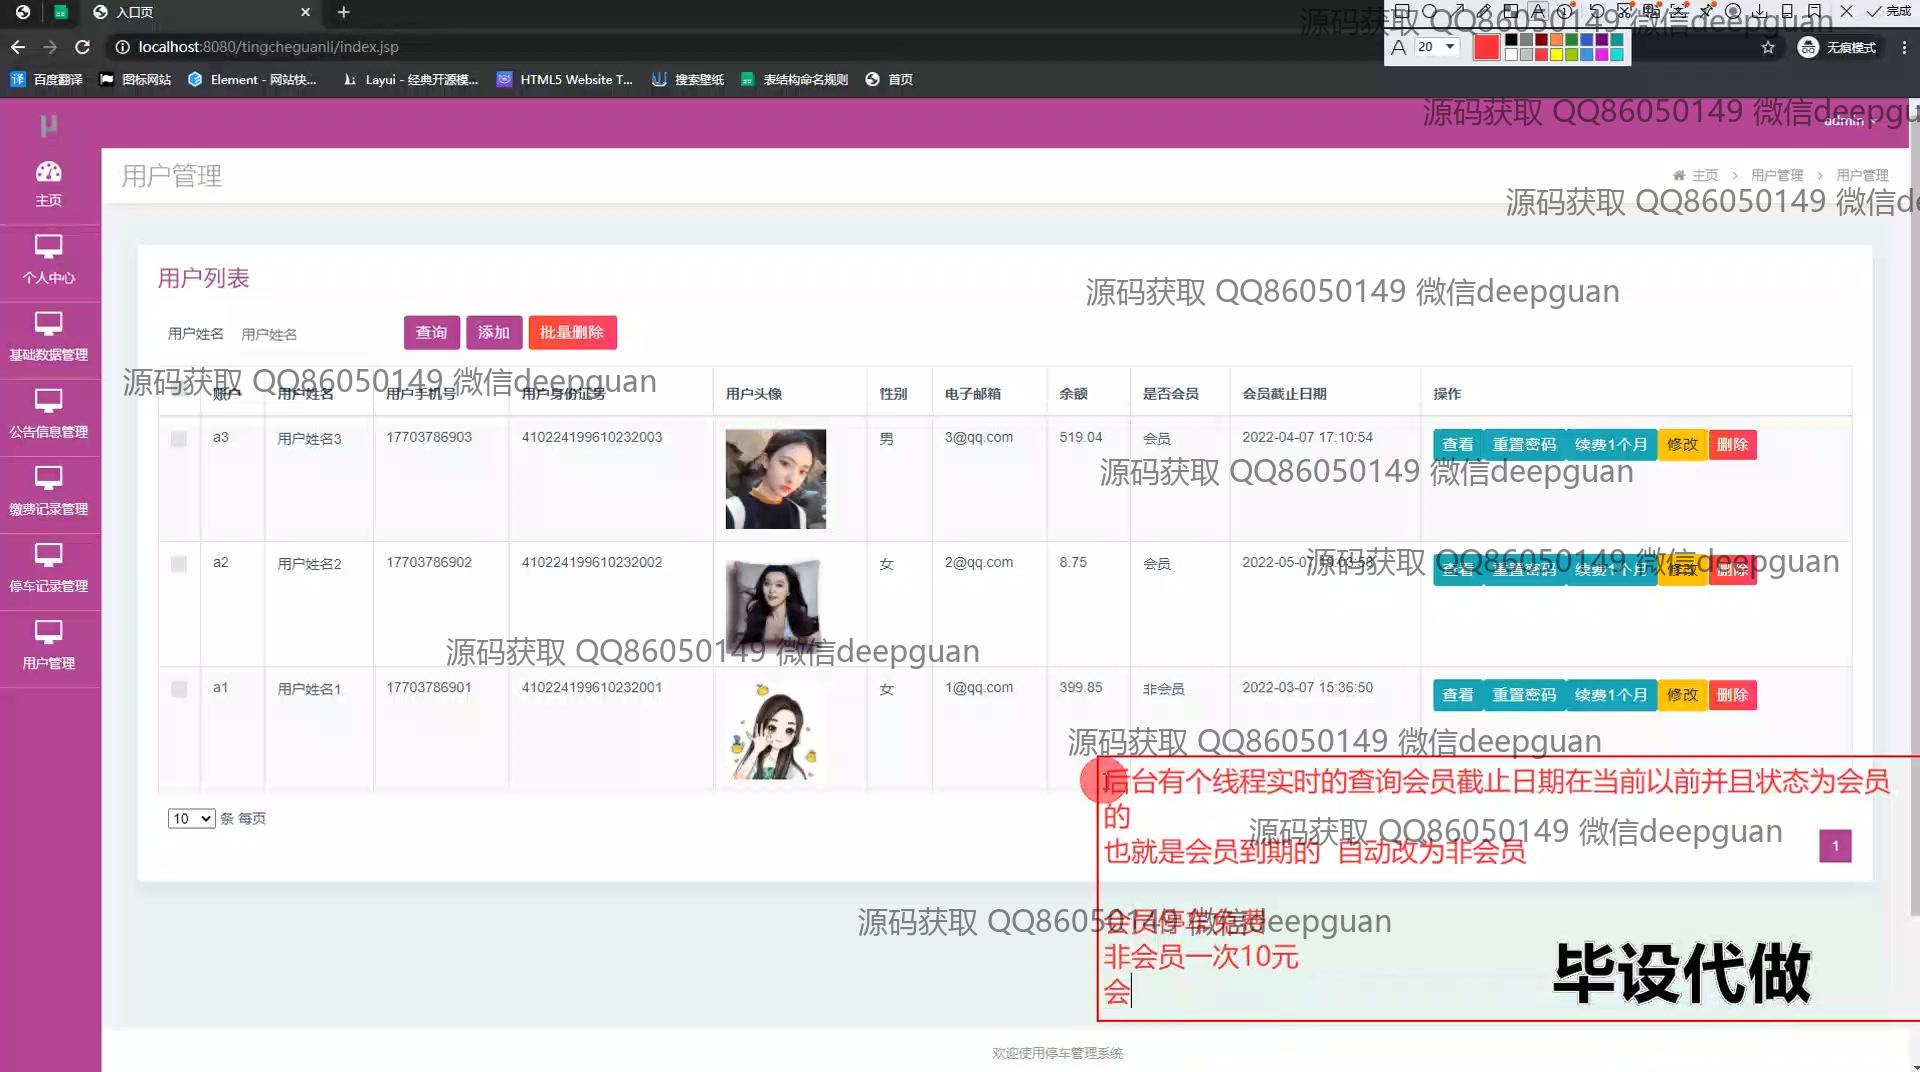 入口页
完成
localhost:8080/tingcheguanli/index.jsp
A 20
无痕模式
百度翻译 图标网站 Element - 网站快... Layui - 经典开源模... HTML5 Website T... 搜索壁纸 表结构命名规则 首页
源码获取 QQ86050149 微信deepguan
源码获取 QQ86050149 微信deepgu
admin
主页
用户管理
主页 > 用户管理 > 用户管理
源码获取 QQ86050149 微信de
个人中心
用户列表
源码获取 QQ86050149 微信deepguan
用户姓名 用户姓名 查询 添加 批量删除
基础数据管理
源码获取 QQ86050149 微信deepguan
账户 用户姓名 用户手机号 用户身份证号 用户头像 性别 电子邮箱 余额 是否会员 会员截止日期 操作
公告信息管理
a3 用户姓名3 17703786903 410224199610232003 男 3@qq.com 519.04 会员 2022-04-07 17:10:54 查看 重置密码 续费1个月 修改 删除
源码获取 QQ86050149 微信deepguan
缴费记录管理
a2 用户姓名2 17703786902 410224199610232002 女 2@qq.com 8.75 会员 查看 重置密码 续费1个月 修改 删除
源码获取 QQ86050149 微信deepguan
停车记录管理
源码获取 QQ86050149 微信deepguan
用户管理
a1 用户姓名1 17703786901 410224199610232001 女 1@qq.com 399.85 非会员 2022-03-07 15:36:50 查看 重置密码 续费1个月 修改 删除
源码获取 QQ86050149 微信deepguan
后台有个线程实时的查询会员截止日期在当前以前并且状态为会员
的
10 条 每页
源码获取 QQ86050149 微信deepguan
也就是会员到期的 自动改为非会员
1
会员停车免费
源码获取 QQ86050149 微信deepguan
非会员一次10元
会
毕设代做
欢迎使用停车管理系统